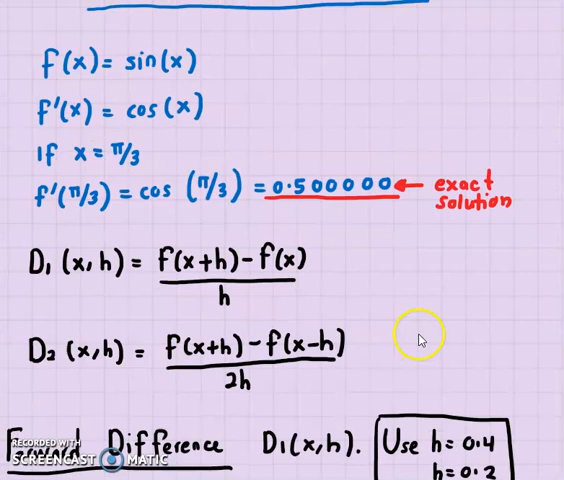 f(x) = sin(x)
f'(x) = cos(x)
If x = π/3
f'(π/3) = cos (π/3) = 0.500000 ← exact solution
D₁ (x, h) = f(x+h) - f(x) / h
D₂ (x, h) = f(x+h) - f(x-h) / 2h
Forward Difference D₁(x, h). Use h = 0.4
h = 0.2
RECORDED WITH
SCREENCAST MATIC